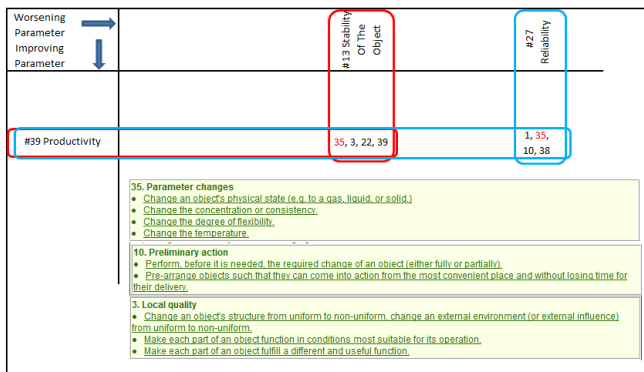 Worsening
Parameter
Improving
Parameter
#13 Stability
Of The
Object
#27
Reliability
#39 Productivity
35, 3, 22, 39
1, 35,
10, 38
35. Parameter changes
• Change an object's physical state (e.g. to a gas, liquid, or solid.)
• Change the concentration or consistency.
• Change the degree of flexibility.
• Change the temperature.
10. Preliminary action
• Perform, before it is needed, the required change of an object (either fully or partially).
• Pre-arrange objects such that they can come into action from the most convenient place and without losing time for
their delivery.
3. Local quality
• Change an object's structure from uniform to non-uniform, change an external environment (or external influence)
from uniform to non-uniform.
• Make each part of an object function in conditions most suitable for its operation.
• Make each part of an object fulfill a different and useful function.